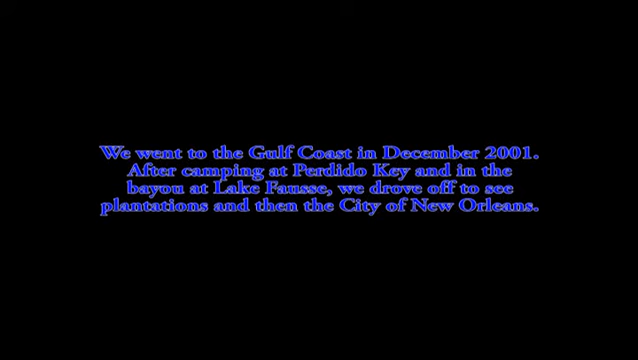 We went to the Gulf Coast in December 2001.
After camping at Perdido Key and in the
bayou at Lake Fausse, we drove off to see
plantations and then the City of New Orleans.